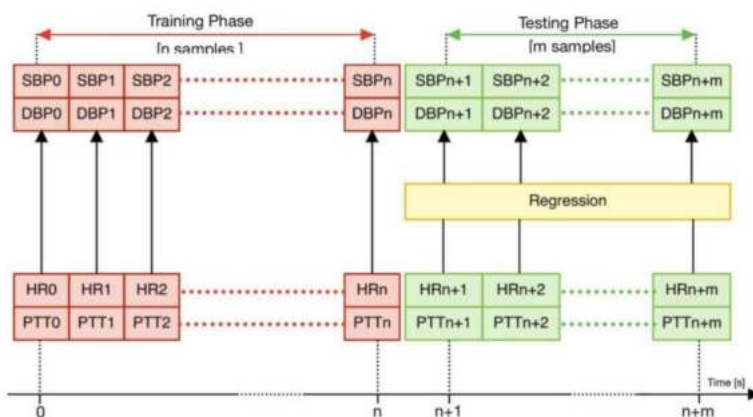 Training Phase Testing Phase
[n samples ] [m samples]
SBP0 SBP1 SBP2 SBPn SBPn+1 SBPn+2 SBPn+m
DBP0 DBP1 DBP2 DBPn DBPn+1 DBPn+2 DBPn+m
Regression
HR0 HR1 HR2 HRn HRn+1 HRn+2 HRn+m
PTT0 PTT1 PTT2 PTTn PTTn+1 PTTn+2 PTTn+m
Time [s]
0 n n+1 n+m